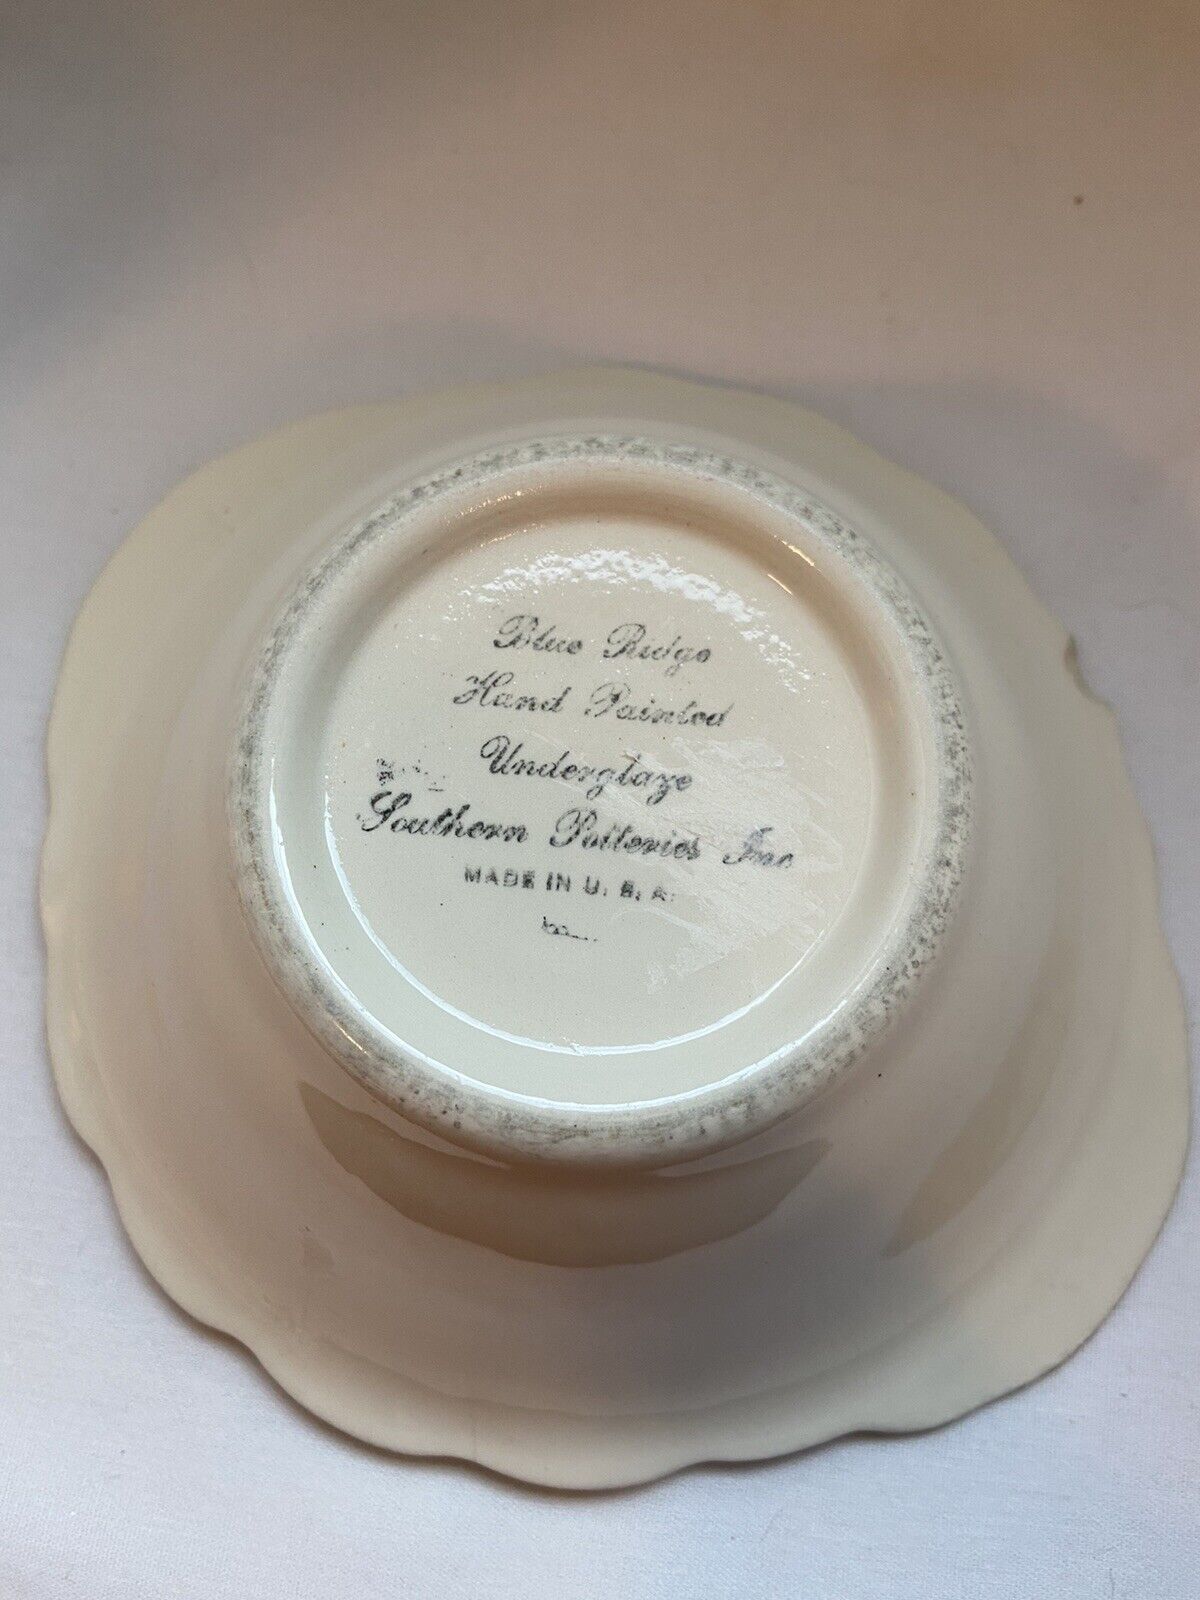 Blue Ridge
Hand Painted
Underglaze
Southern Potteries Inc
MADE IN U. S. A.